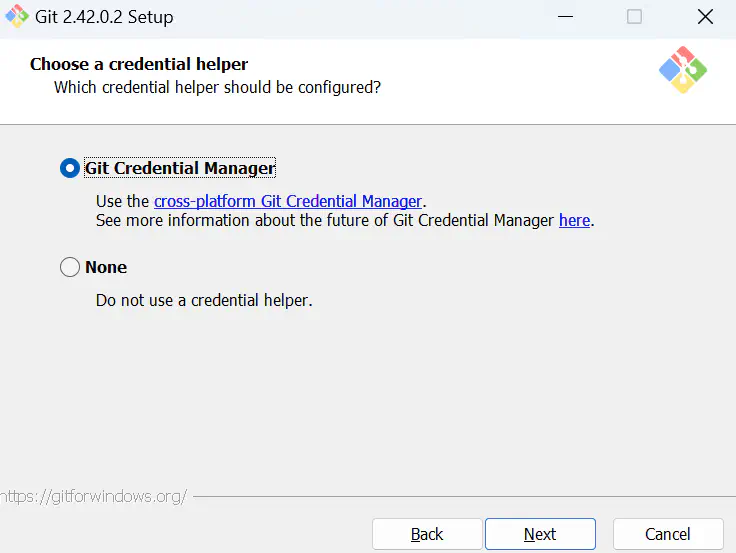 Git 2.42.0.2 Setup
Choose a credential helper
Which credential helper should be configured?
Git Credential Manager
Use the cross-platform Git Credential Manager.
See more information about the future of Git Credential Manager here.
None
Do not use a credential helper.
https://gitforwindows.org/
Back
Next
Cancel